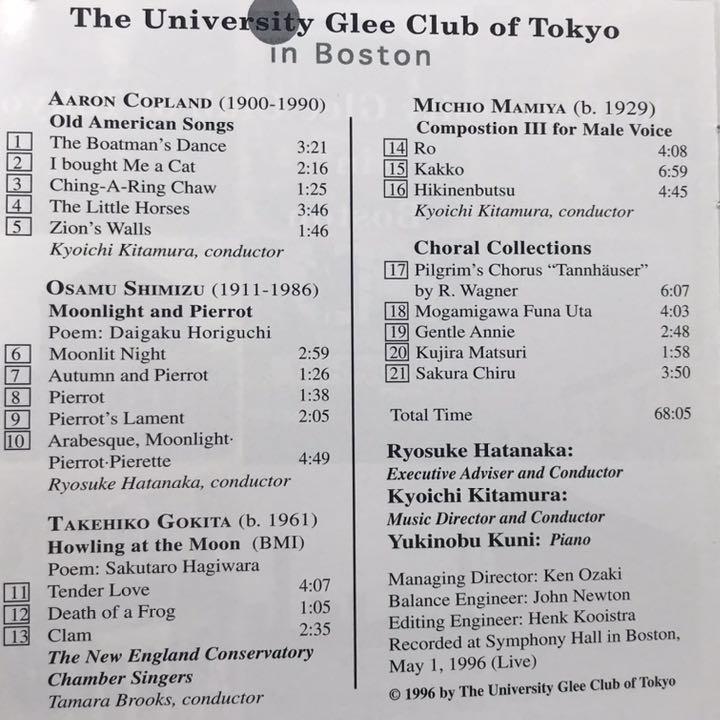 The University Glee Club of Tokyo
in Boston
AARON COPLAND (1900-1990)
Old American Songs
1 The Boatman's Dance 3:21
2 I bought Me a Cat 2:16
3 Ching-A-Ring Chaw 1:25
4 The Little Horses 3:46
5 Zion's Walls 1:46
Kyoichi Kitamura, conductor
OSAMU SHIMIZU (1911-1986)
Moonlight and Pierrot
Poem: Daigaku Horiguchi
6 Moonlit Night 2:59
7 Autumn and Pierrot 1:26
8 Pierrot 1:38
9 Pierrot's Lament 2:05
10 Arabesque, Moonlight·
Pierrot·Pierette 4:49
Ryosuke Hatanaka, conductor
TAKEHIKO GOKITA (b. 1961)
Howling at the Moon (BMI)
Poem: Sakutaro Hagiwara
11 Tender Love 4:07
12 Death of a Frog 1:05
13 Clam 2:35
The New England Conservatory
Chamber Singers
Tamara Brooks, conductor
MICHIO MAMIYA (b. 1929)
Compostion III for Male Voice
14 Ro 4:08
15 Kakko 6:59
16 Hikinenbutsu 4:45
Kyoichi Kitamura, conductor
Choral Collections
17 Pilgrim's Chorus "Tannhäuser"
by R. Wagner 6:07
18 Mogamigawa Funa Uta 4:03
19 Gentle Annie 2:48
20 Kujira Matsuri 1:58
21 Sakura Chiru 3:50
Total Time 68:05
Ryosuke Hatanaka:
Executive Adviser and Conductor
Kyoichi Kitamura:
Music Director and Conductor
Yukinobu Kuni: Piano
Managing Director: Ken Ozaki
Balance Engineer: John Newton
Editing Engineer: Henk Kooistra
Recorded at Symphony Hall in Boston,
May 1, 1996 (Live)
© 1996 by The University Glee Club of Tokyo